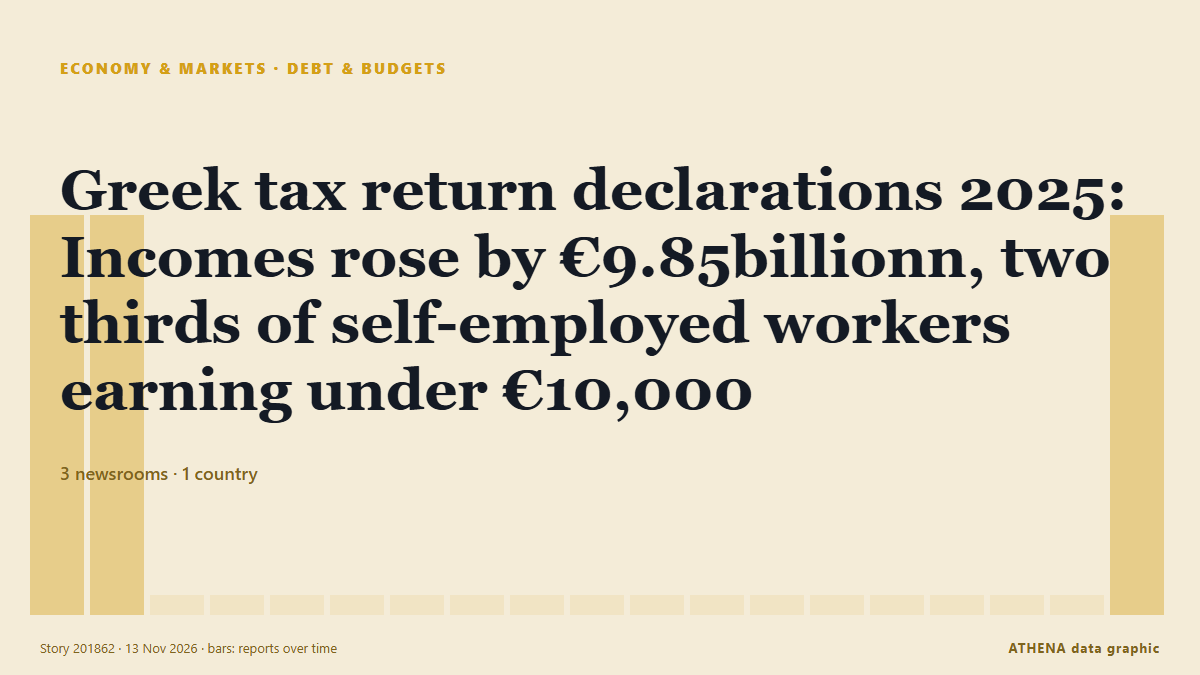 ECONOMY & MARKETS · DEBT & BUDGETS
Greek tax return declarations 2025:
Incomes rose by €9.85billionn, two
thirds of self-employed workers
earning under €10,000
3 newsrooms · 1 country
Story 201862 · 13 Nov 2026 · bars: reports over time
ATHENA data graphic